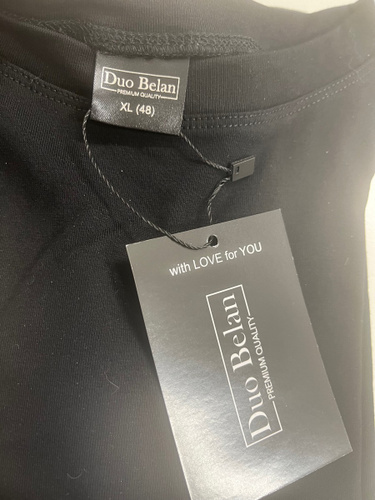 Duo Belan
PREMIUM QUALITY
XL (48)
with LOVE for YOU
Duo Belan
PREMIUM QUALITY